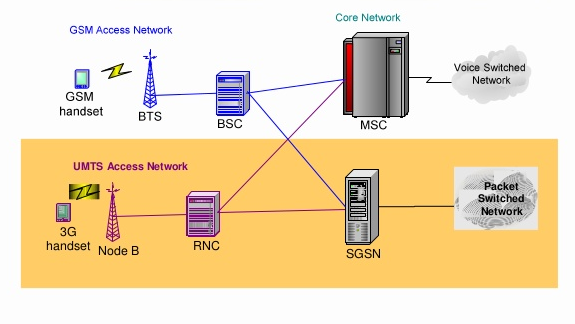 GSM Access Network
Core Network
GSM
handset
BTS
BSC
MSC
Voice Switched
Network
UMTS Access Network
3G
handset
Node B
RNC
SGSN
Packet
Switched
Network